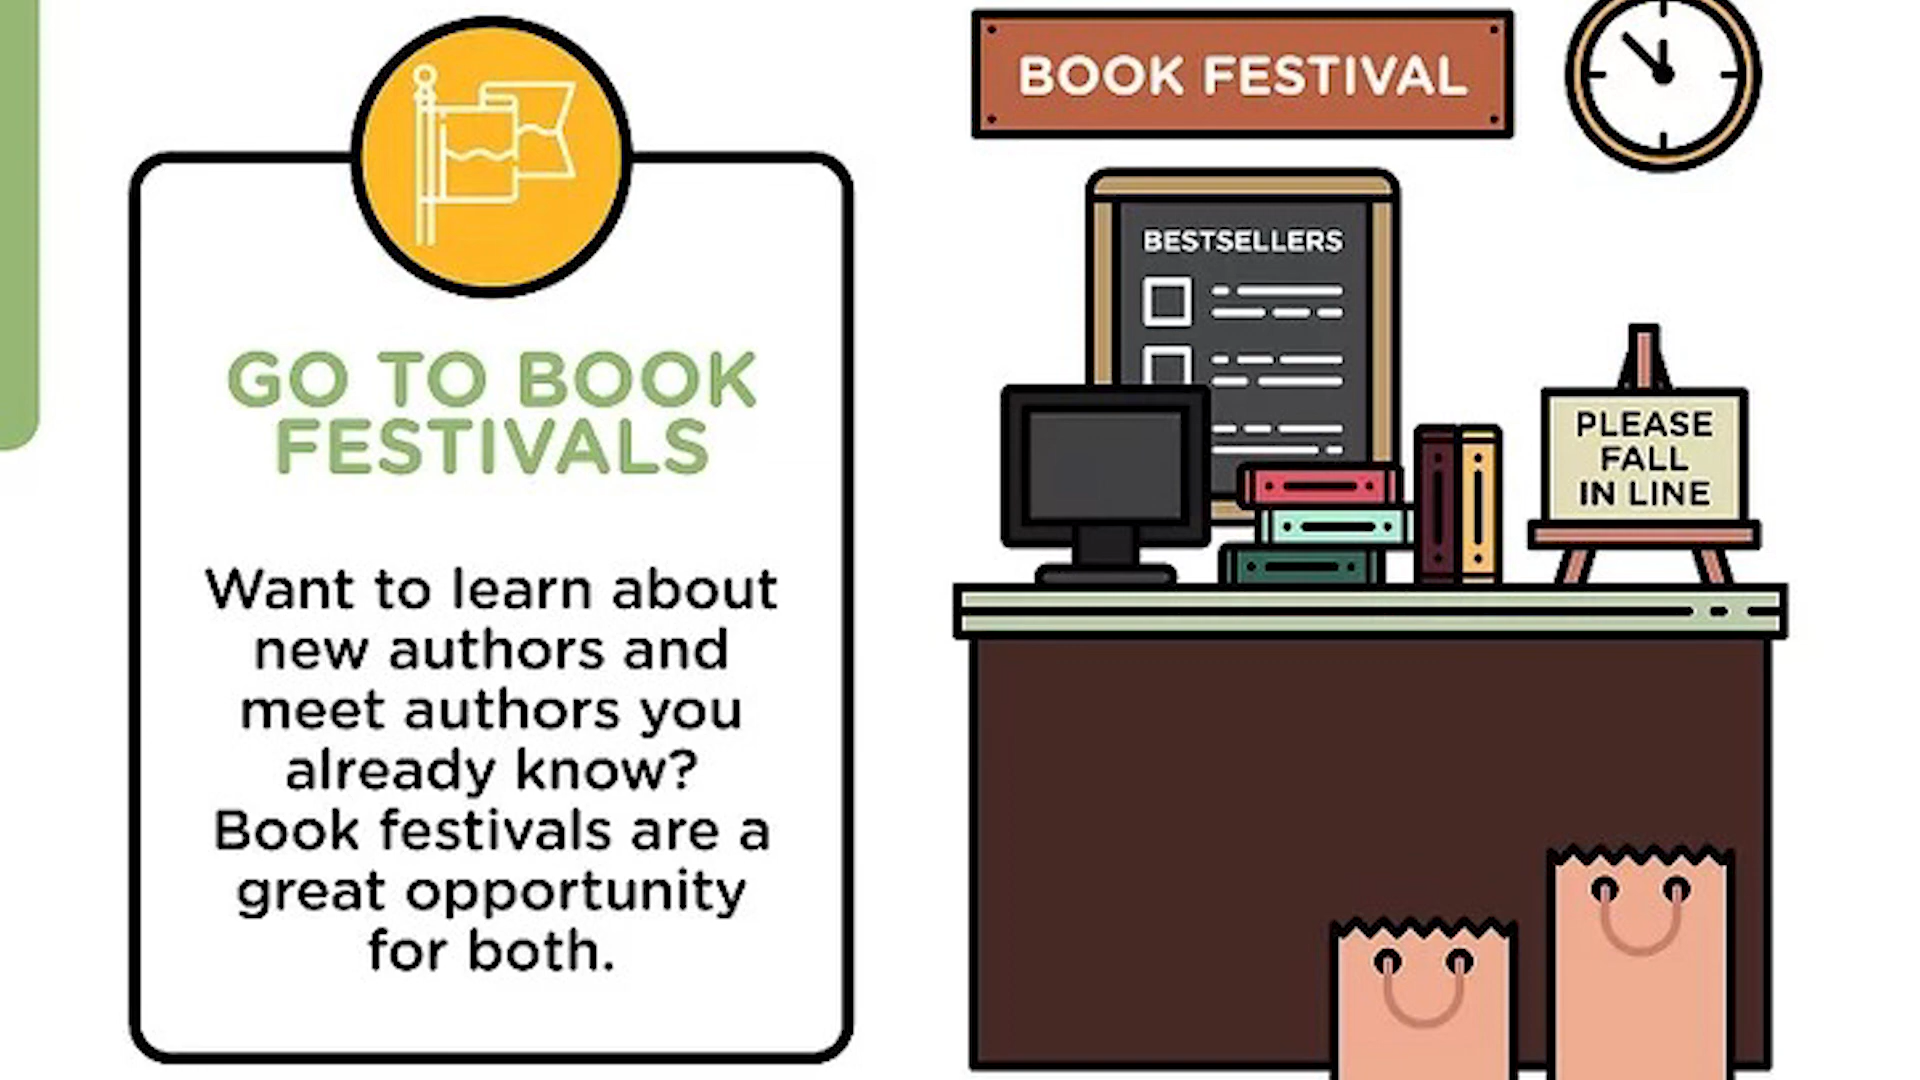 GO TO BOOK
FESTIVALS
Want to learn about
new authors and
meet authors you
already know?
Book festivals are a
great opportunity
for both.
BOOK FESTIVAL
BESTSELLERS
PLEASE
FALL
IN LINE